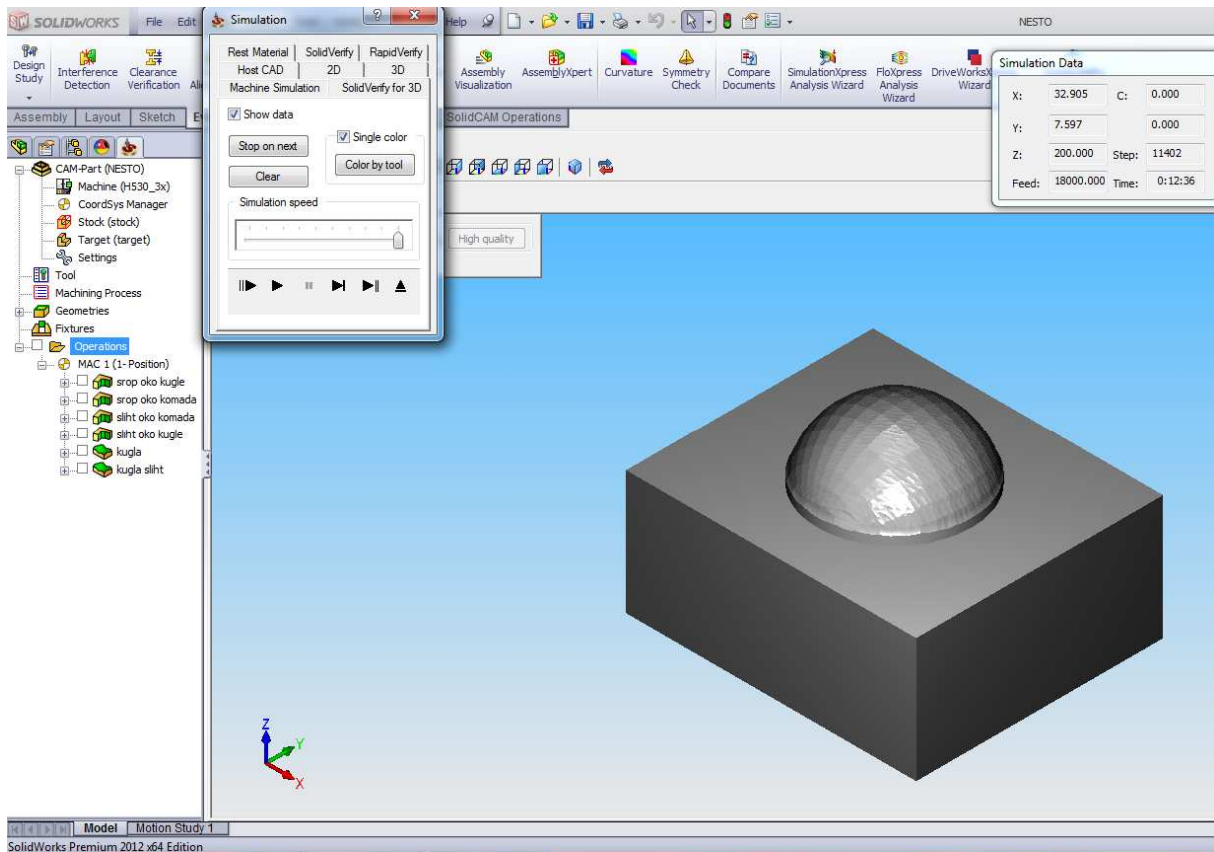 SOLIDWORKS File Edit
Simulation
Help
NESTO
Design Study
Interference Detection
Clearance Verification
Assembly Visualization
AssemblyXpert
Curvature
Symmetry Check
Compare Documents
SimulationXpress Analysis Wizard
FloXpress Analysis Wizard
DriveWorksX Wizard
Assembly Layout Sketch
SolidCAM Operations
Rest Material SolidVerify RapidVerify
Host CAD 2D 3D
Machine Simulation SolidVerify for 3D
Show data
Stop on next
Clear
Single color
Color by tool
Simulation speed
High quality
Simulation Data
X: 32.905 C: 0.000
Y: 7.597 0.000
Z: 200.000 Step: 11402
Feed: 18000.000 Time: 0:12:36
CAM-Part (NESTO)
Machine (H530_3x)
CoordSys Manager
Stock (stock)
Target (target)
Settings
Tool
Machining Process
Geometries
Fixtures
Operations
MAC 1 (1- Position)
srop oko kugle
srop oko komada
sliht oko komada
sliht oko kugle
kugla
kugla sliht
Z
Y
X
Model Motion Study 1
SolidWorks Premium 2012 x64 Edition